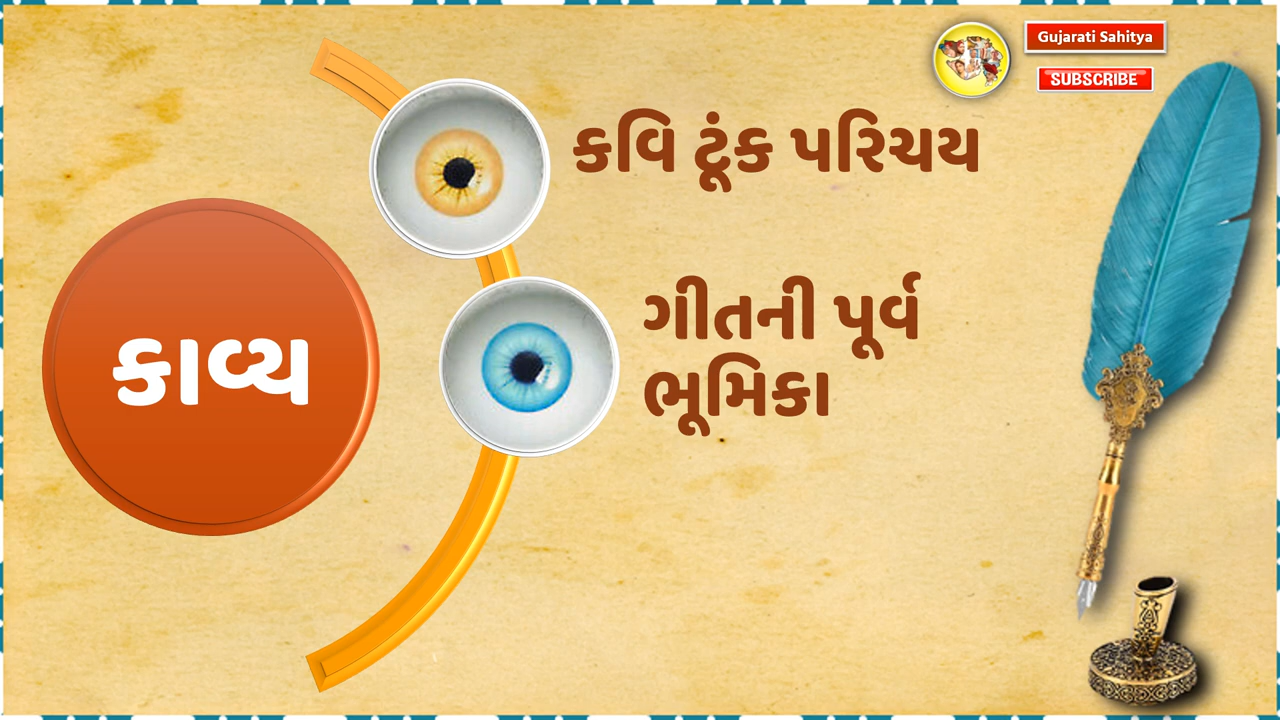 Gujarati Sahitya
SUBSCRIBE
કવિ ટૂંક પરિચય
ગીતની પૂર્વ
ભૂમિકા
કાવ્ય